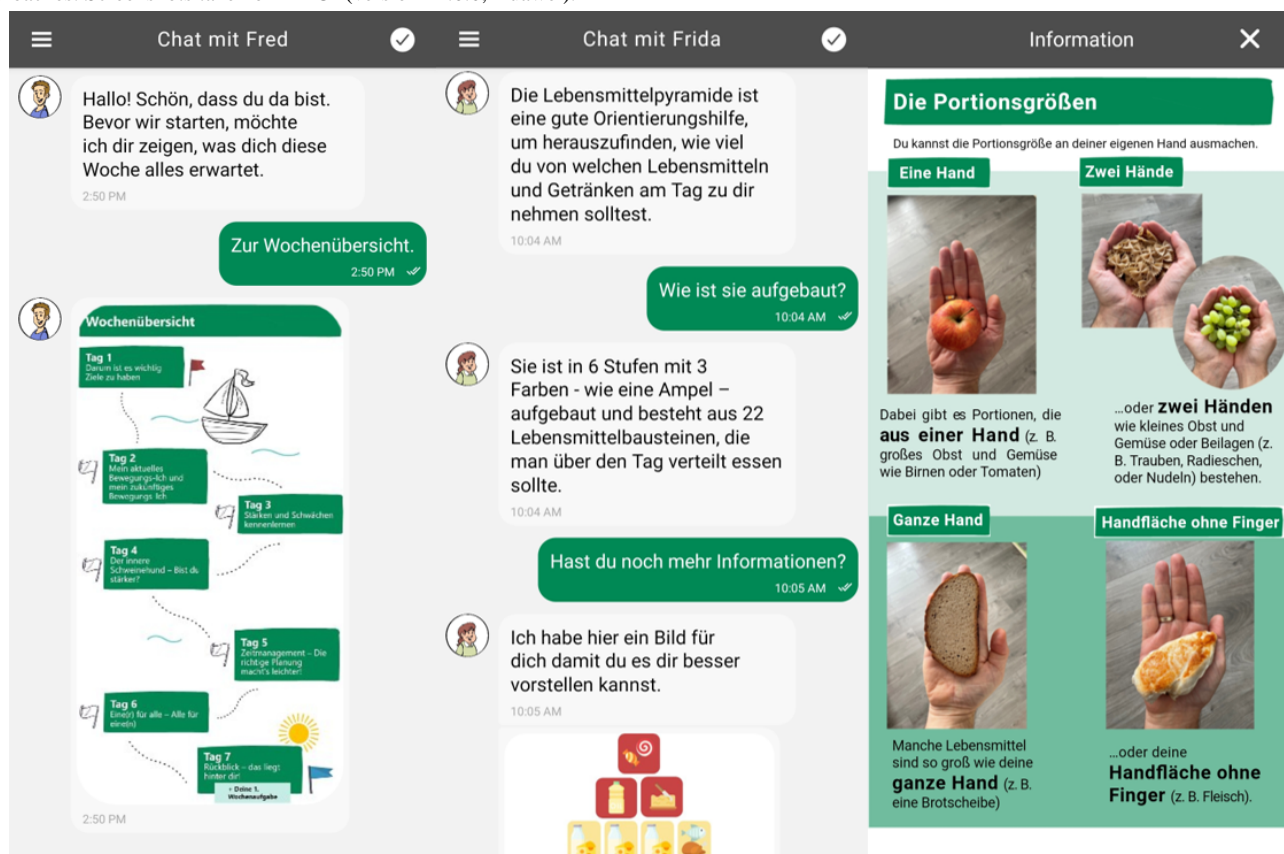 Chat mit Fred
Hallo! Schön, dass du da bist.
Bevor wir starten, möchte
ich dir zeigen, was dich diese
Woche alles erwartet.
2:50 PM
Zur Wochenübersicht.
2:50 PM
Wochenübersicht
Tag 1
Darum ist es wichtig
Ziele zu haben
Tag 2
Mein aktuelles
Bewegungs-Ich und
mein zukünftiges
Bewegungs Ich
Tag 3
Stärken und Schwächen
kennenlernen
Tag 4
Der innere
Schweinehund – Bist du
stärker?
Tag 5
Zeitmanagement – Die
richtige Planung
macht's leichter!
Tag 6
Eine(r) für alle – Alle für
eine(n)
Tag 7
Rückblick – das liegt
hinter dir!
+ Deine 1.
Wochenaufgabe
2:50 PM
Chat mit Frida
Die Lebensmittelpyramide ist
eine gute Orientierungshilfe,
um herauszufinden, wie viel
du von welchen Lebensmitteln
und Getränken am Tag zu dir
nehmen solltest.
10:04 AM
Wie ist sie aufgebaut?
10:04 AM
Sie ist in 6 Stufen mit 3
Farben - wie eine Ampel –
aufgebaut und besteht aus 22
Lebensmittelbausteinen, die
man über den Tag verteilt essen
sollte.
10:04 AM
Hast du noch mehr Informationen?
10:05 AM
Ich habe hier ein Bild für
dich damit du es dir besser
vorstellen kannst.
10:05 AM
Information
Die Portionsgrößen
Du kannst die Portionsgröße an deiner eigenen Hand ausmachen.
Eine Hand
Dabei gibt es Portionen, die
aus einer Hand (z. B.
großes Obst und Gemüse
wie Birnen oder Tomaten)
Zwei Hände
...oder zwei Händen
wie kleines Obst und
Gemüse oder Beilagen (z.
B. Trauben, Radieschen,
oder Nudeln) bestehen.
Ganze Hand
Manche Lebensmittel
sind so groß wie deine
ganze Hand (z. B.
eine Brotscheibe)
Handfläche ohne Finger
...oder deine
Handfläche ohne
Finger (z. B. Fleisch).